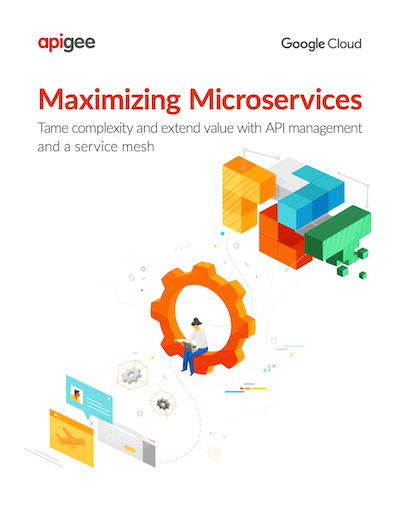 apigee
Google Cloud
Maximizing Microservices
Tame complexity and extend value with API management
and a service mesh